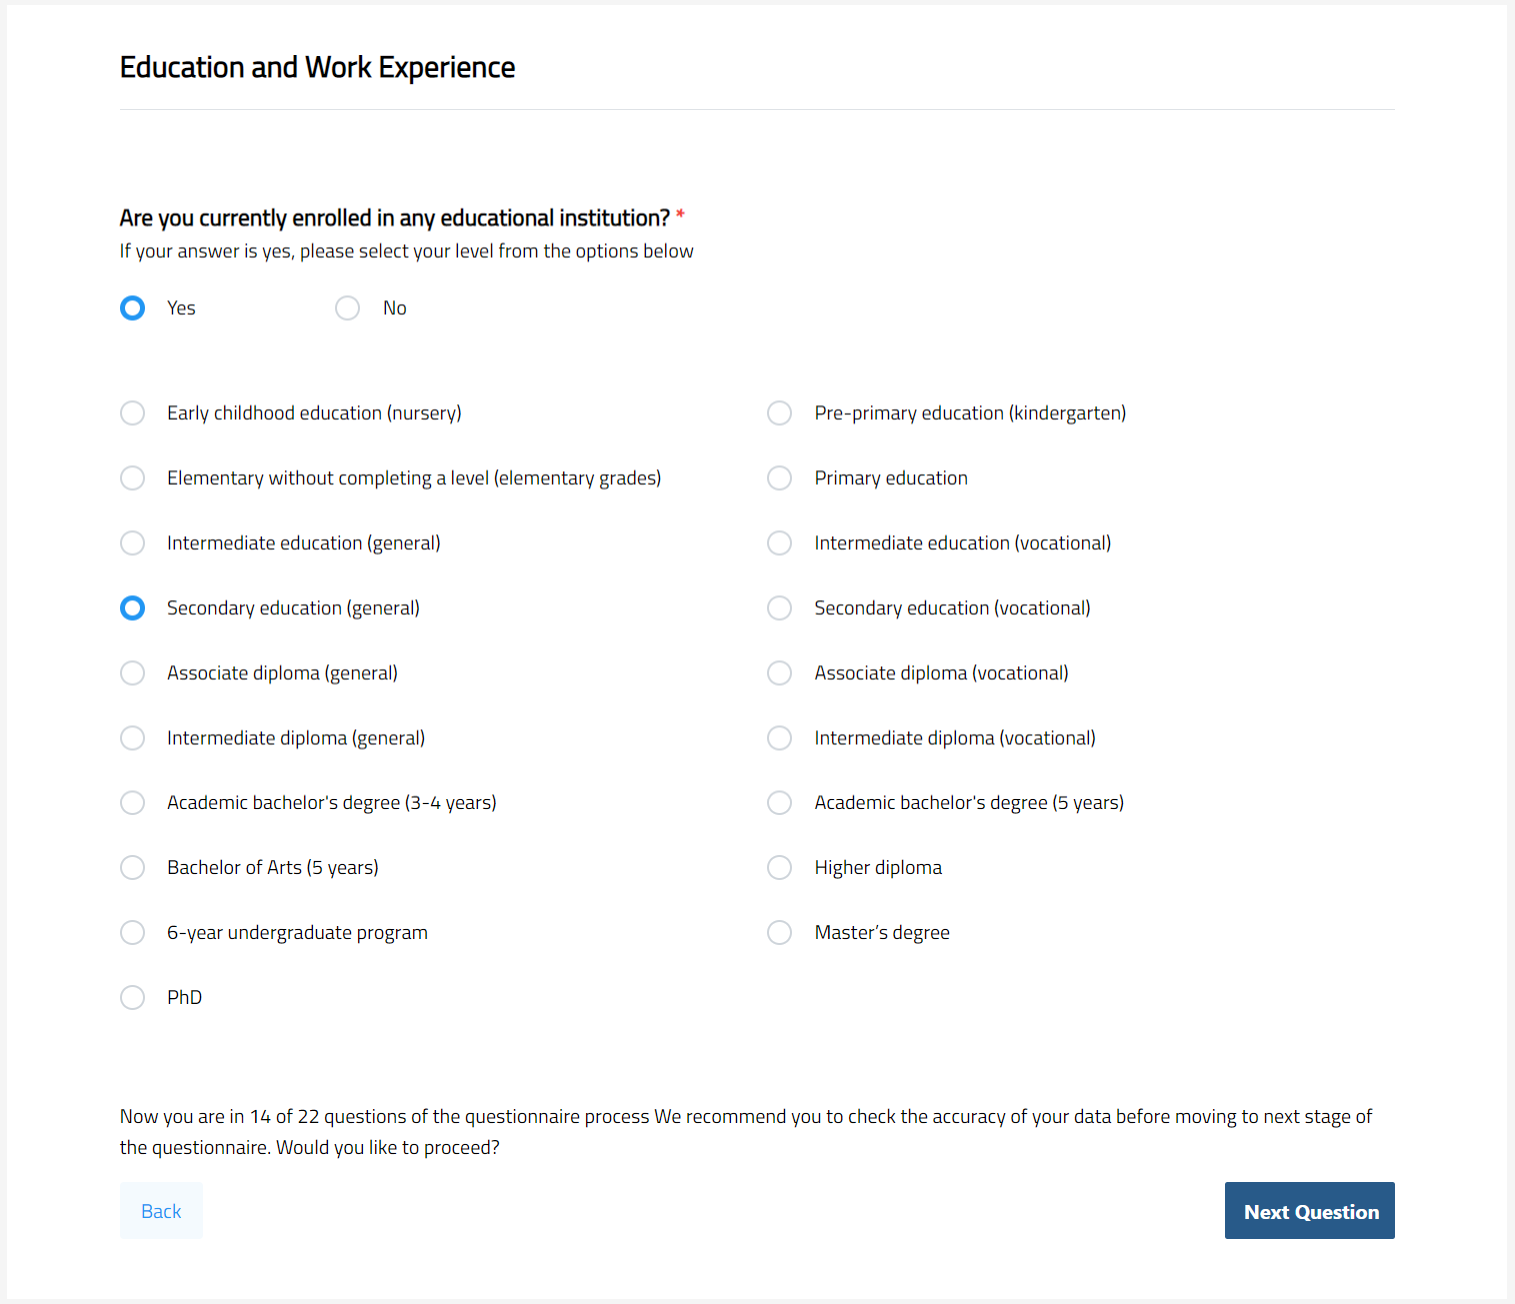 Education and Work Experience
Are you currently enrolled in any educational institution? *
If your answer is yes, please select your level from the options below
Yes
No
Early childhood education (nursery)
Pre-primary education (kindergarten)
Elementary without completing a level (elementary grades)
Primary education
Intermediate education (general)
Intermediate education (vocational)
Secondary education (general)
Secondary education (vocational)
Associate diploma (general)
Associate diploma (vocational)
Intermediate diploma (general)
Intermediate diploma (vocational)
Academic bachelor's degree (3-4 years)
Academic bachelor's degree (5 years)
Bachelor of Arts (5 years)
Higher diploma
6-year undergraduate program
Master’s degree
PhD
Now you are in 14 of 22 questions of the questionnaire process We recommend you to check the accuracy of your data before moving to next stage of
the questionnaire. Would you like to proceed?
Back
Next Question